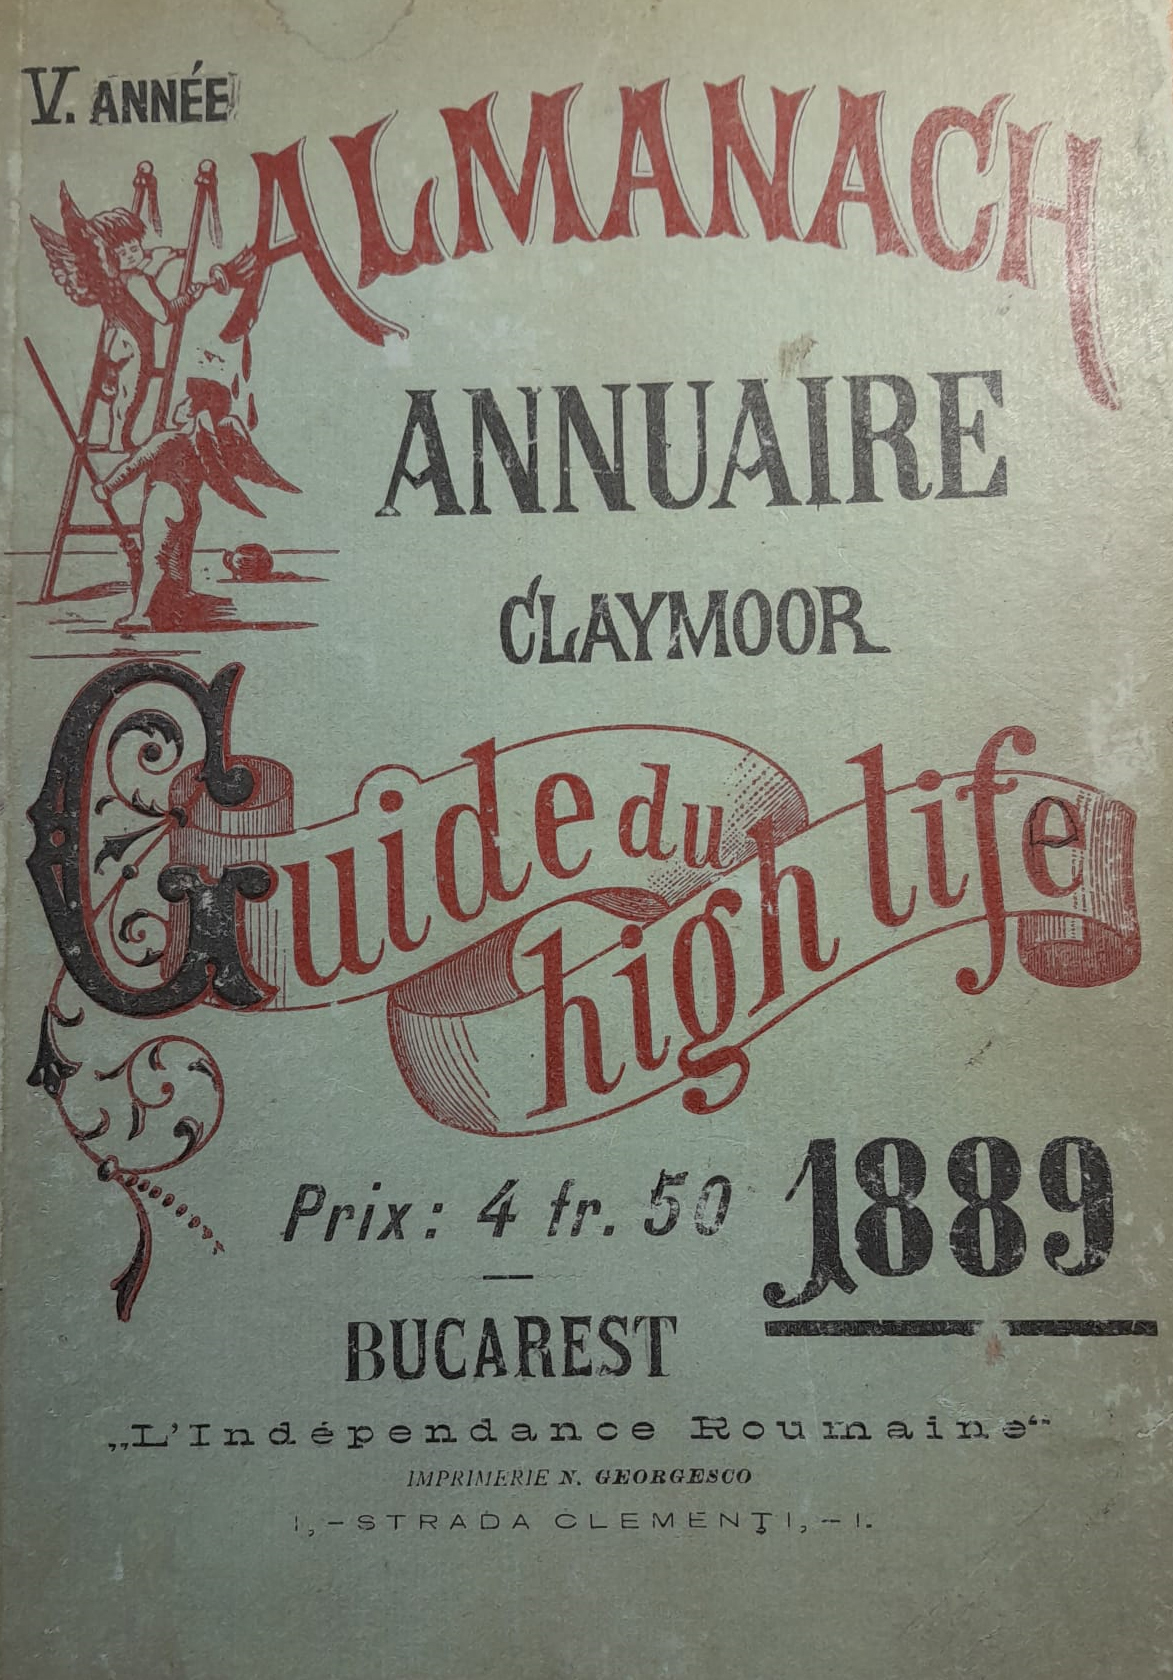 V. ANNÉE
ALMANACH
ANNUAIRE
CLAYMOOR
Guide du
high life
Prix: 4 fr. 50
1889
BUCAREST
„L'Indépendance Roumaine“
IMPRIMERIE N. GEORGESCO
1,—STRADA CLEMENȚI,—1.